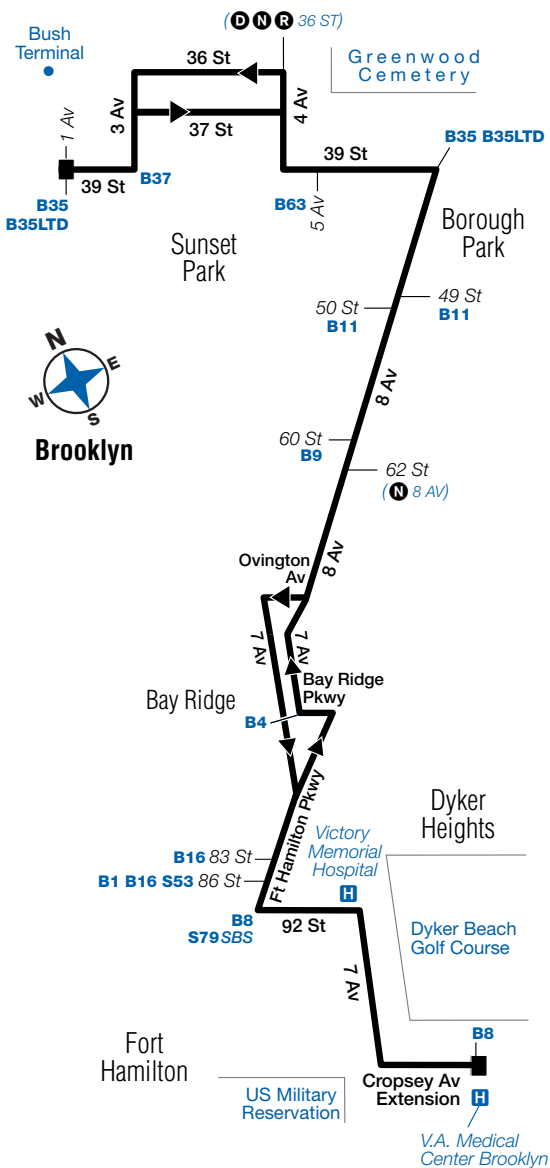 (D N R 36 ST)
Bush
Terminal
36 St
Greenwood
Cemetery
3 Av
4 Av
37 St
1 Av
39 St
B37
B35
B35LTD
39 St
B35 B35LTD
B63
5 Av
Sunset
Park
Borough
Park
49 St
B11
50 St
B11
N
E
W
S
Brooklyn
8 Av
60 St
B9
62 St
(N 8 AV)
8 Av
Ovington
Av
7 Av
7 Av
Bay Ridge
Pkwy
Bay Ridge
B4
Ft Hamilton Pkwy
Dyker
Heights
Victory
Memorial
Hospital
H
B16 83 St
B1 B16 S53 86 St
B8
S79SBS
92 St
Dyker Beach
Golf Course
7 Av
B8
Fort
Hamilton
US Military
Reservation
Cropsey Av
Extension
H
V.A. Medical
Center Brooklyn